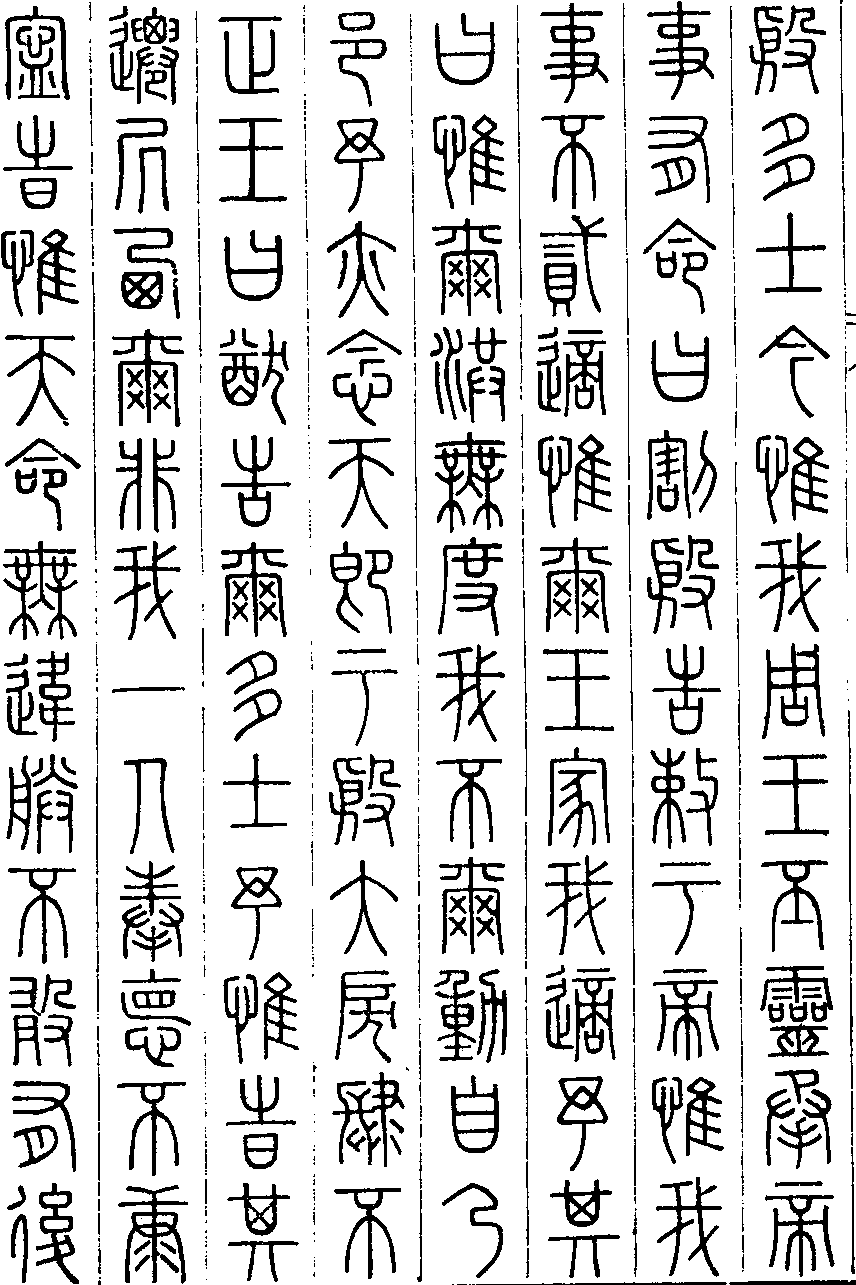 殷多士今惟我周王丕靈承帝
事有命曰割殷告敕于帝惟我
事不貳適惟爾王家我適予其
曰惟爾洪無度我不爾動自乃
邑予亦念天即于殷大戾肆不
正王曰猷告爾多士予惟時其
遷居西爾非我一人奉德不康
寧時惟天命無違朕不敢有後